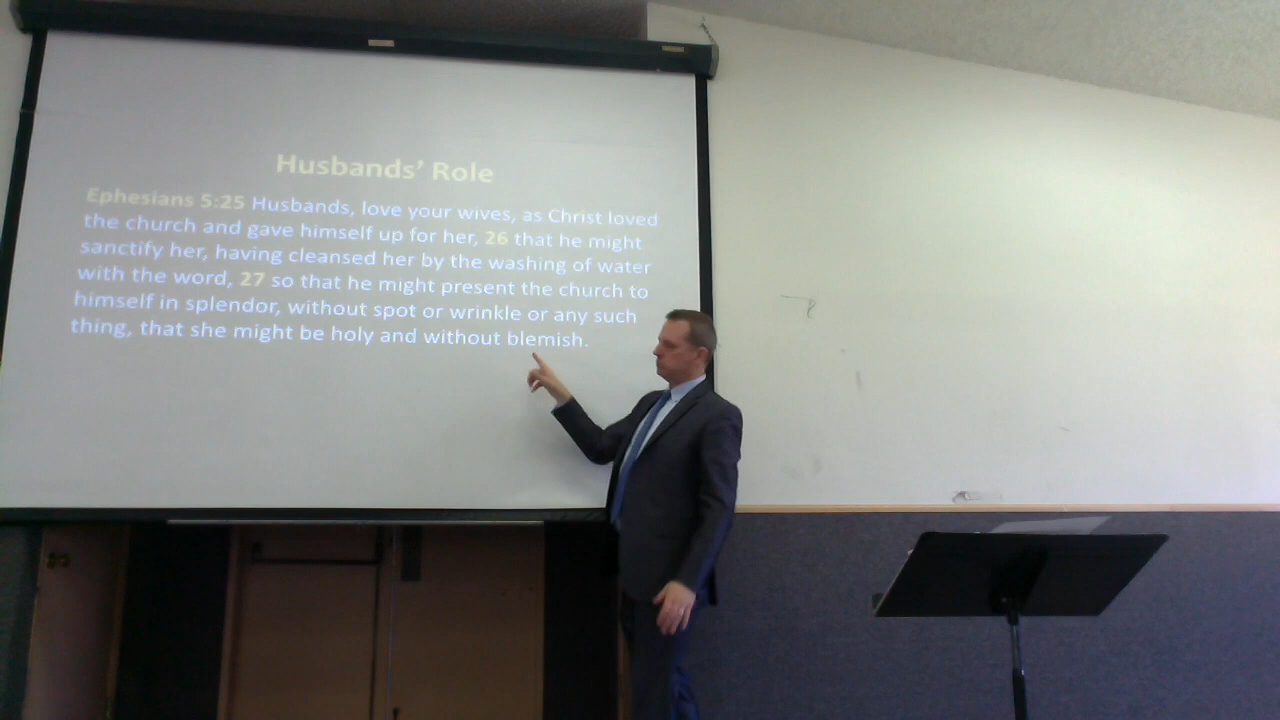 Husbands' Role
Ephesians 5:25 Husbands, love your wives, as Christ loved
the church and gave himself up for her, 26 that he might
sanctify her, having cleansed her by the washing of water
with the word, 27 so that he might present the church to
himself in splendor, without spot or wrinkle or any such
thing, that she might be holy and without blemish.